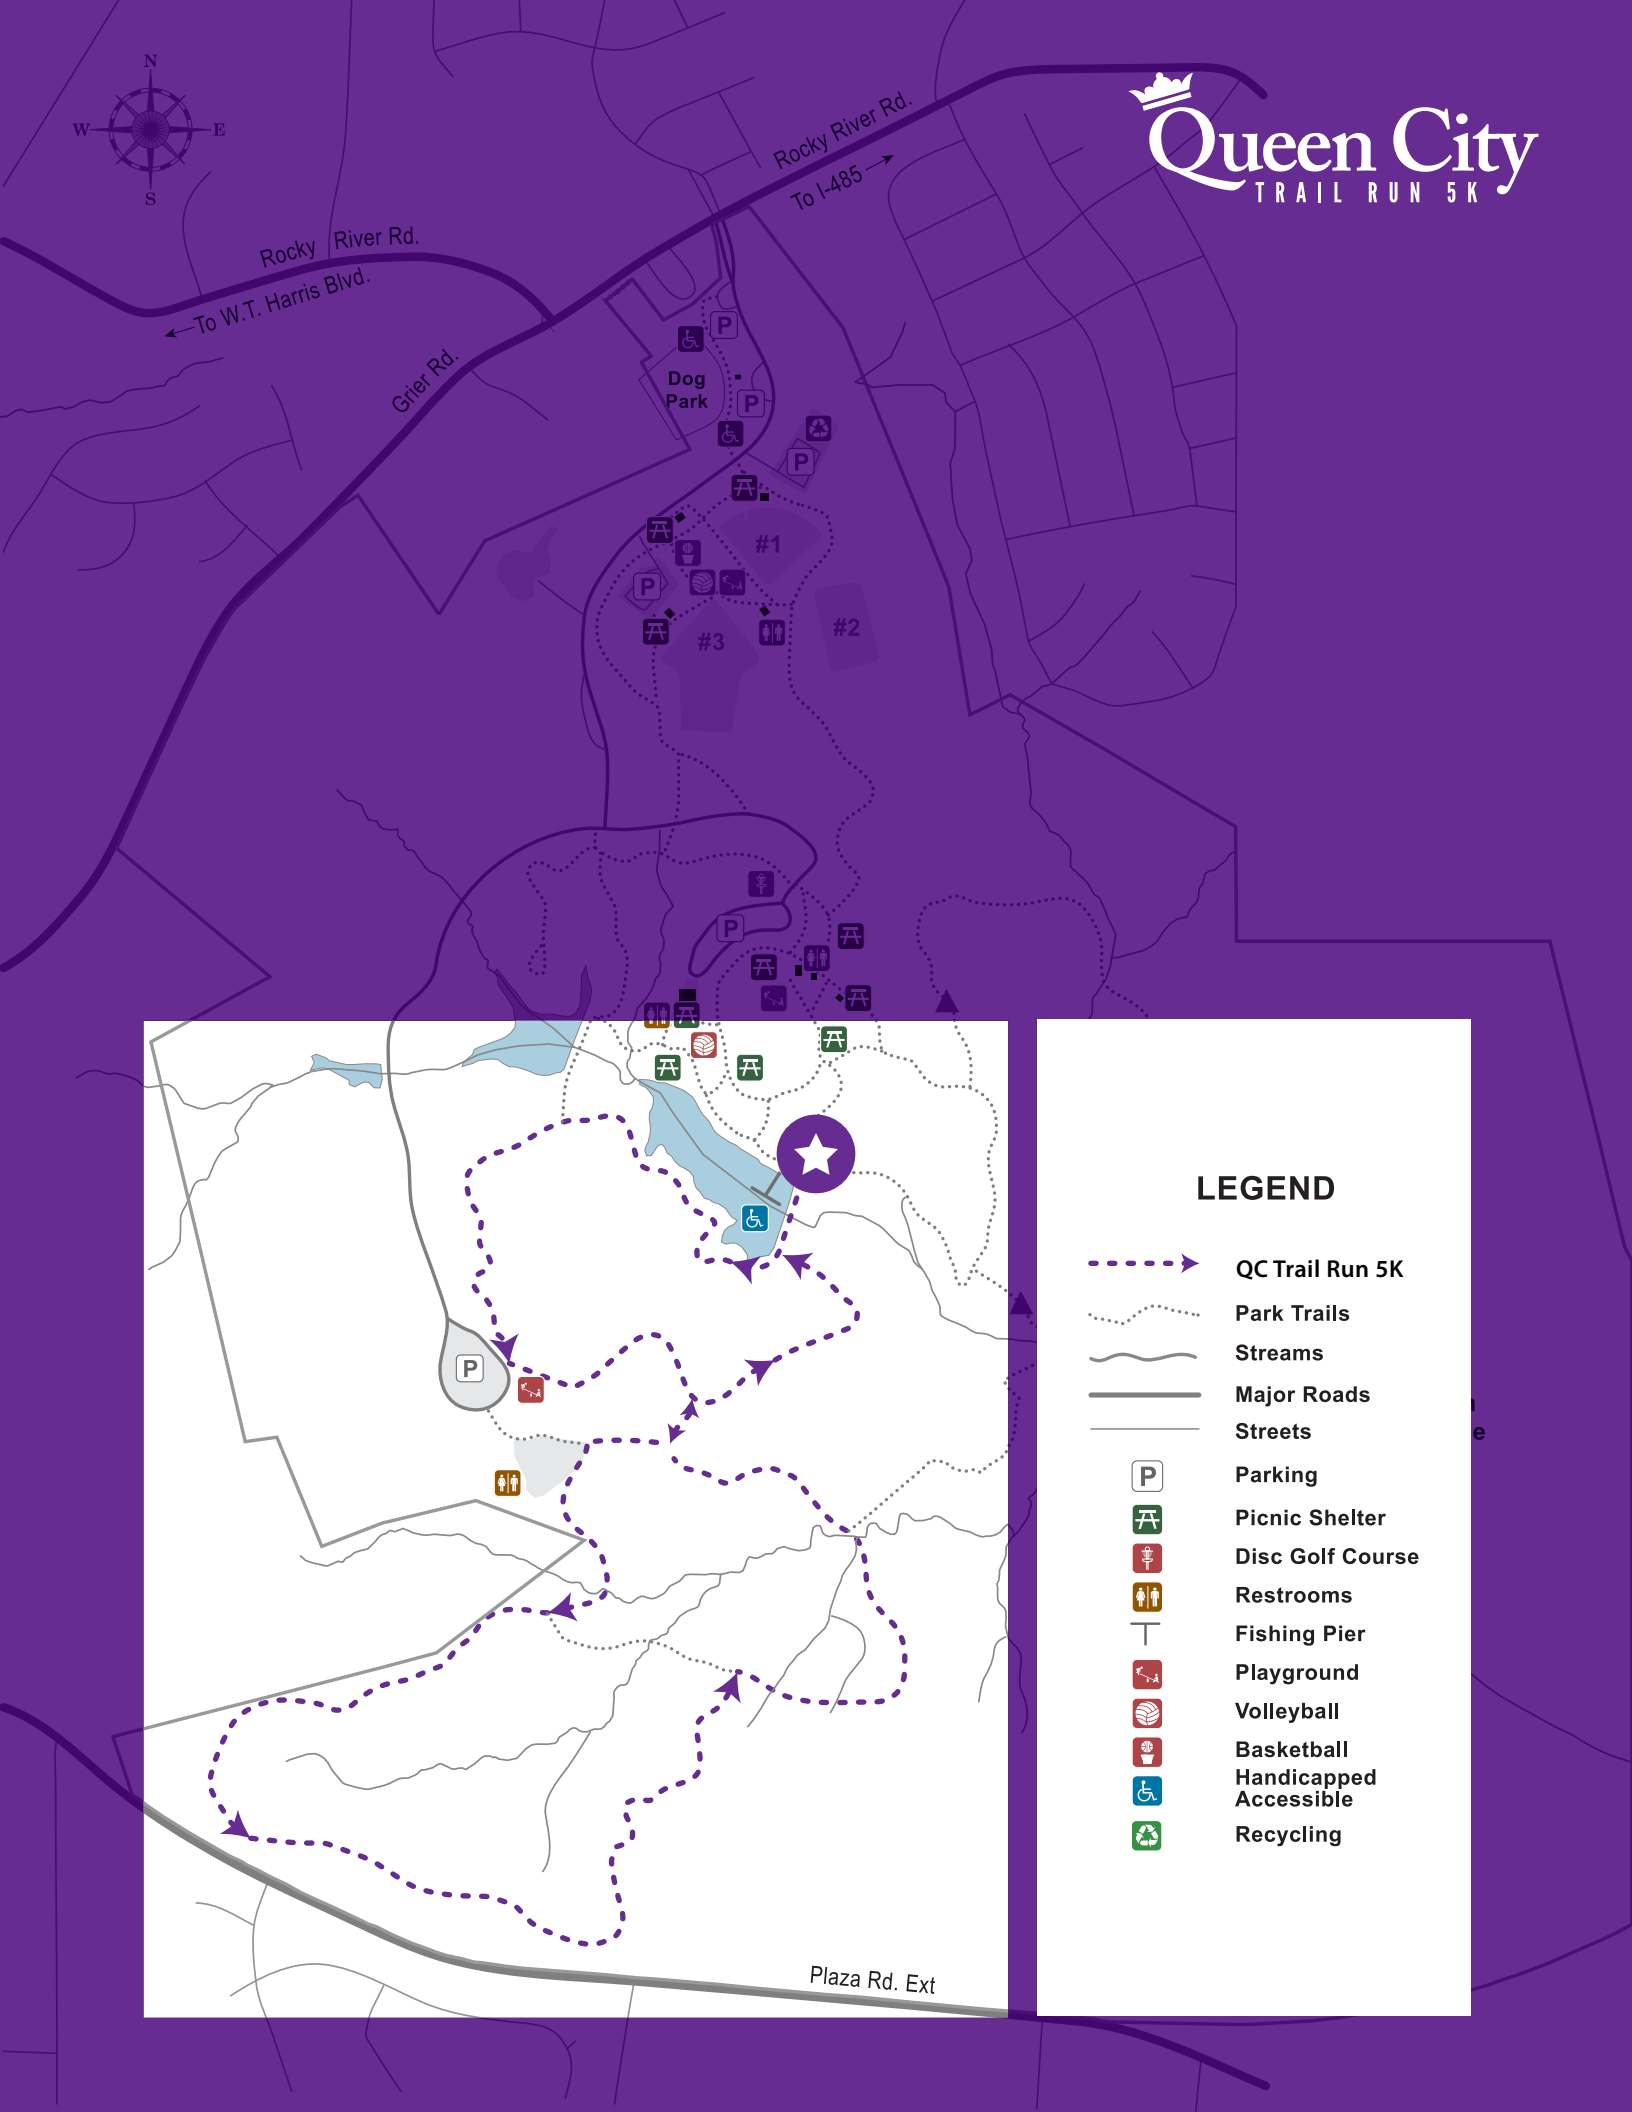 N
W E
S
Queen City
TRAIL RUN 5K
Rocky River Rd.
To I-485
Rocky River Rd.
To W.T. Harris Blvd.
Grier Rd.
P
Dog
Park
P
P
#1
P
#2
#3
P
P
Plaza Rd. Ext
LEGEND
QC Trail Run 5K
Park Trails
Streams
Major Roads
Streets
P Parking
Picnic Shelter
Disc Golf Course
Restrooms
Fishing Pier
Playground
Volleyball
Basketball
Handicapped
Accessible
Recycling